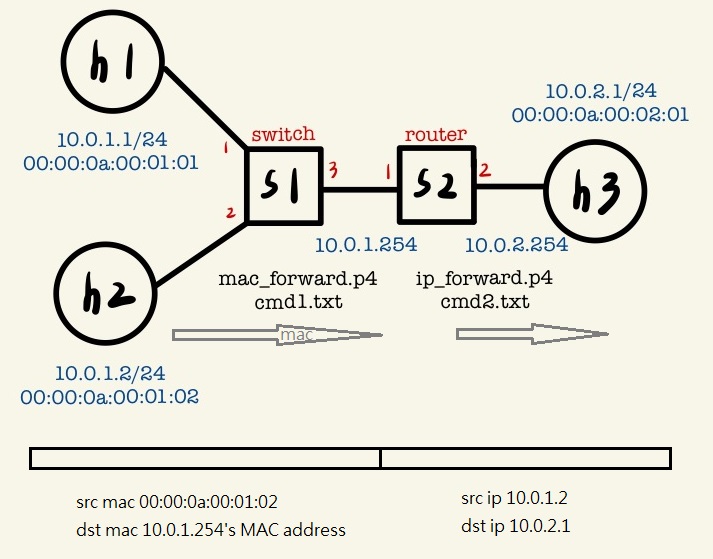 h1
10.0.1.1/24
00:00:0a:00:01:01
10.0.2.1/24
00:00:0a:00:02:01
switch
router
1
s1
3
1
s2
2
h3
2
10.0.1.254
10.0.2.254
h2
mac_forward.p4
cmd1.txt
ip_forward.p4
cmd2.txt
mac
10.0.1.2/24
00:00:0a:00:01:02
src mac 00:00:0a:00:01:02
dst mac 10.0.1.254's MAC address
src ip 10.0.1.2
dst ip 10.0.2.1